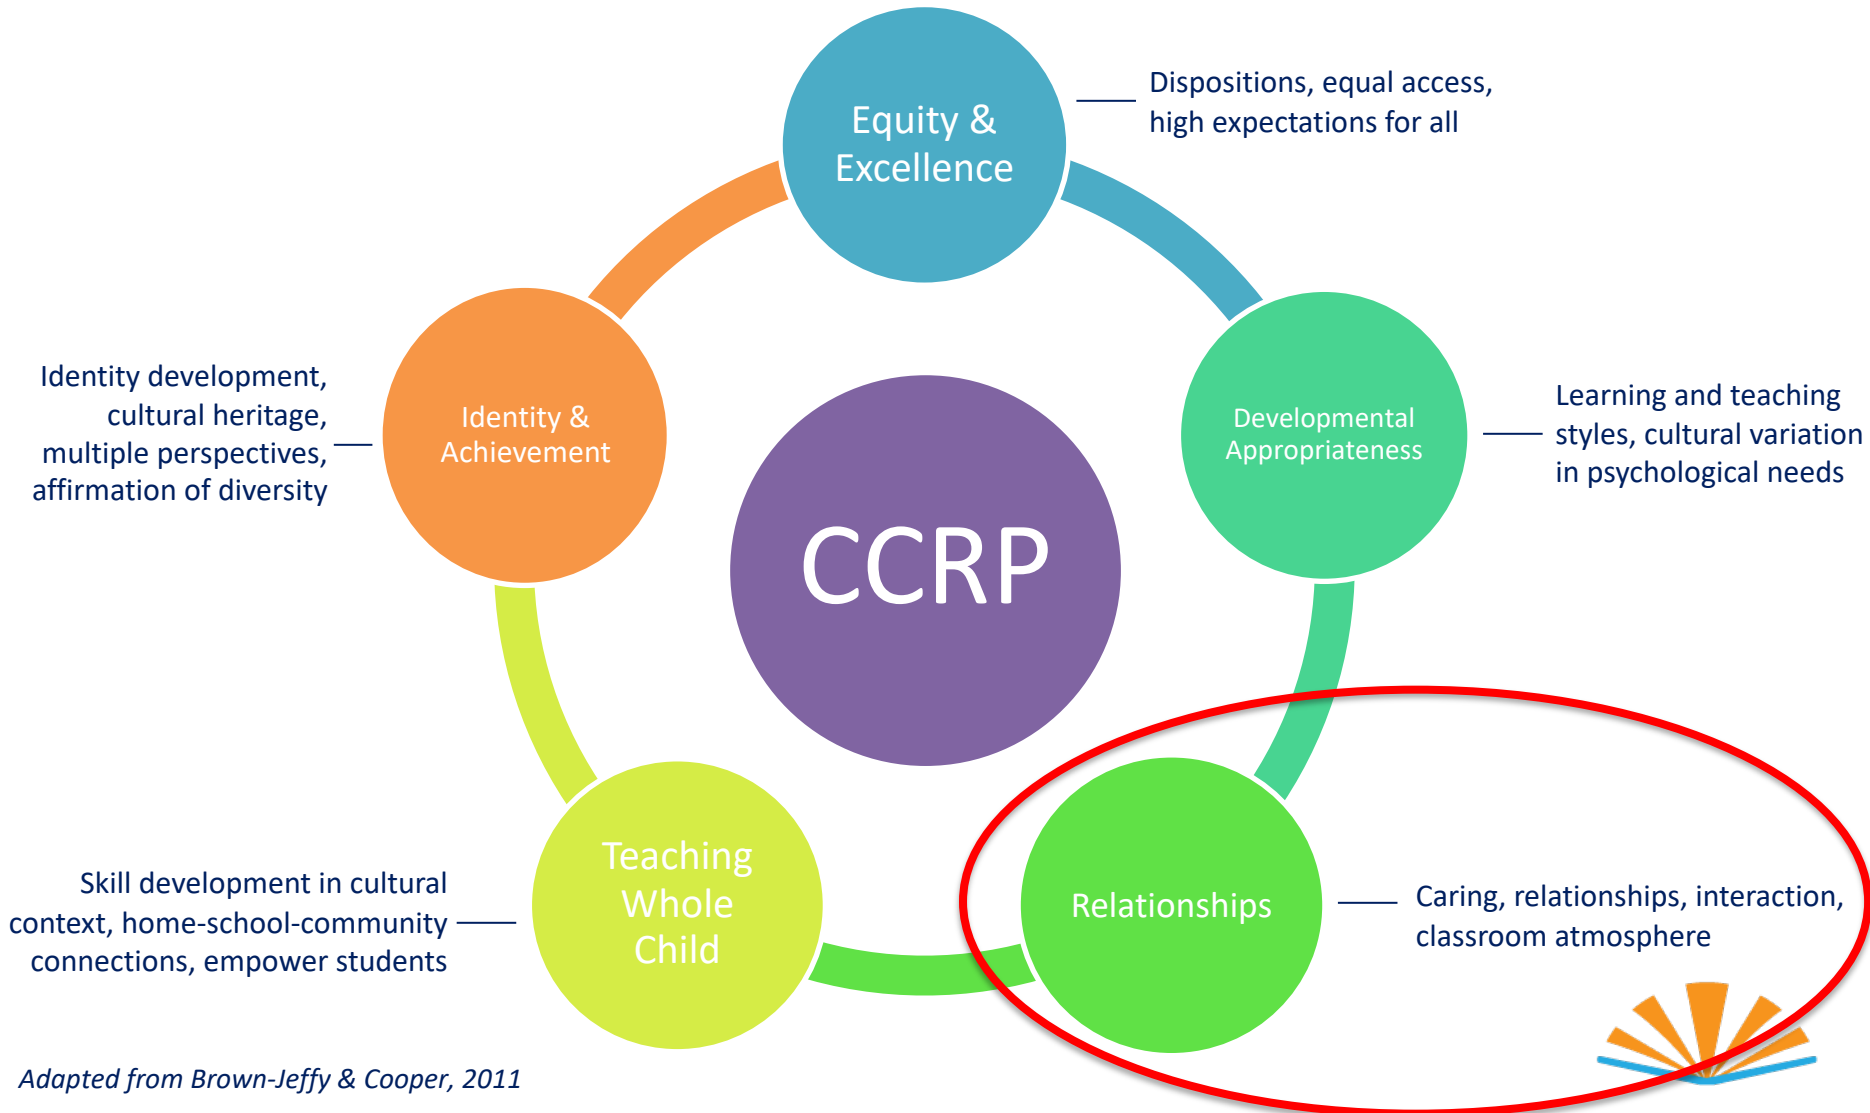 Equity &
Excellence
Dispositions, equal access,
high expectations for all
Identity development,
cultural heritage,
multiple perspectives,
affirmation of diversity
Identity &
Achievement
Developmental
Appropriateness
Learning and teaching
styles, cultural variation
in psychological needs
CCRP
Skill development in cultural
context, home-school-community
connections, empower students
Teaching
Whole
Child
Relationships
Caring, relationships, interaction,
classroom atmosphere
Adapted from Brown-Jeffy & Cooper, 2011